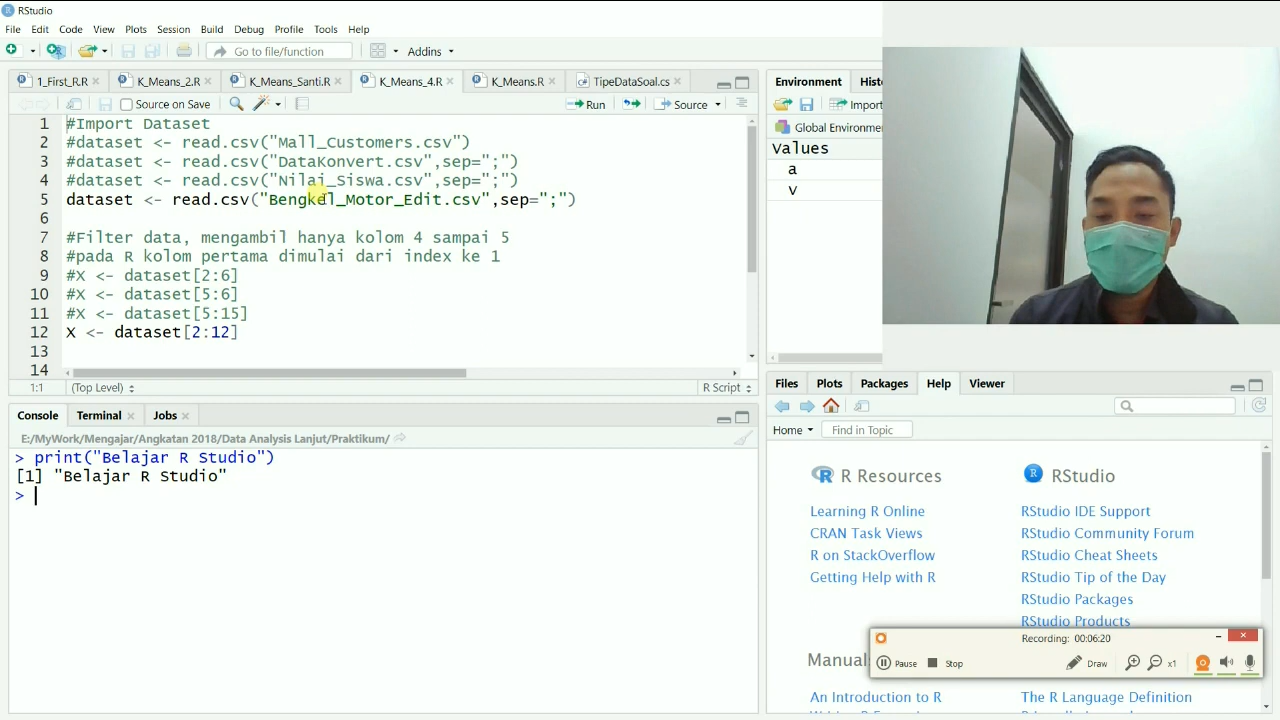 RStudio
File Edit Code View Plots Session Build Debug Profile Tools Help
Go to file/function Addins
1_First_R.R K_Means_2.R K_Means_Santi.R K_Means_4.R K_Means.R TipeDataSoal.cs
Source on Save Run Source
1 #Import Dataset
2 #dataset <- read.csv("Mall_Customers.csv")
3 #dataset <- read.csv("DataKonvert.csv",sep=";")
4 #dataset <- read.csv("Nilai_Siswa.csv",sep=";")
5 dataset <- read.csv("Bengkel_Motor_Edit.csv",sep=";")
6
7 #Filter data, mengambil hanya kolom 4 sampai 5
8 #pada R kolom pertama dimulai dari index ke 1
9 #X <- dataset[2:6]
10 #X <- dataset[5:6]
11 #X <- dataset[5:15]
12 X <- dataset[2:12]
13
14
1:1 (Top Level) R Script
Console Terminal Jobs
E:/MyWork/Mengajar/Angkatan 2018/Data Analysis Lanjut/Praktikum/
> print("Belajar R Studio")
[1] "Belajar R Studio"
>
Environment Histo
Import
Global Environme
Values
a
v
Files Plots Packages Help Viewer
Home Find in Topic
R Resources
Learning R Online
CRAN Task Views
R on StackOverflow
Getting Help with R
RStudio
RStudio IDE Support
RStudio Community Forum
RStudio Cheat Sheets
RStudio Tip of the Day
RStudio Packages
RStudio Products
Manual
An Introduction to R
The R Language Definition
Recording: 00:06:20
Pause Stop Draw x1